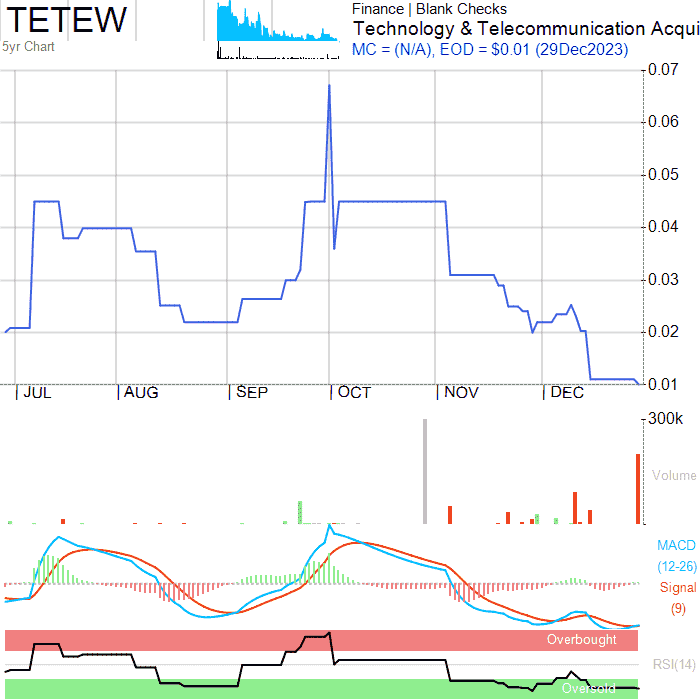 TETEW
5yr Chart
Finance | Blank Checks
Technology & Telecommunication Acqui
MC = (N/A), EOD = $0.01 (29Dec2023)
0.07
0.06
0.05
0.04
0.03
0.02
0.01
JUL AUG SEP OCT NOV DEC
300k
Volume
MACD
(12-26)
Signal
(9)
Overbought
RSI(14)
Oversold